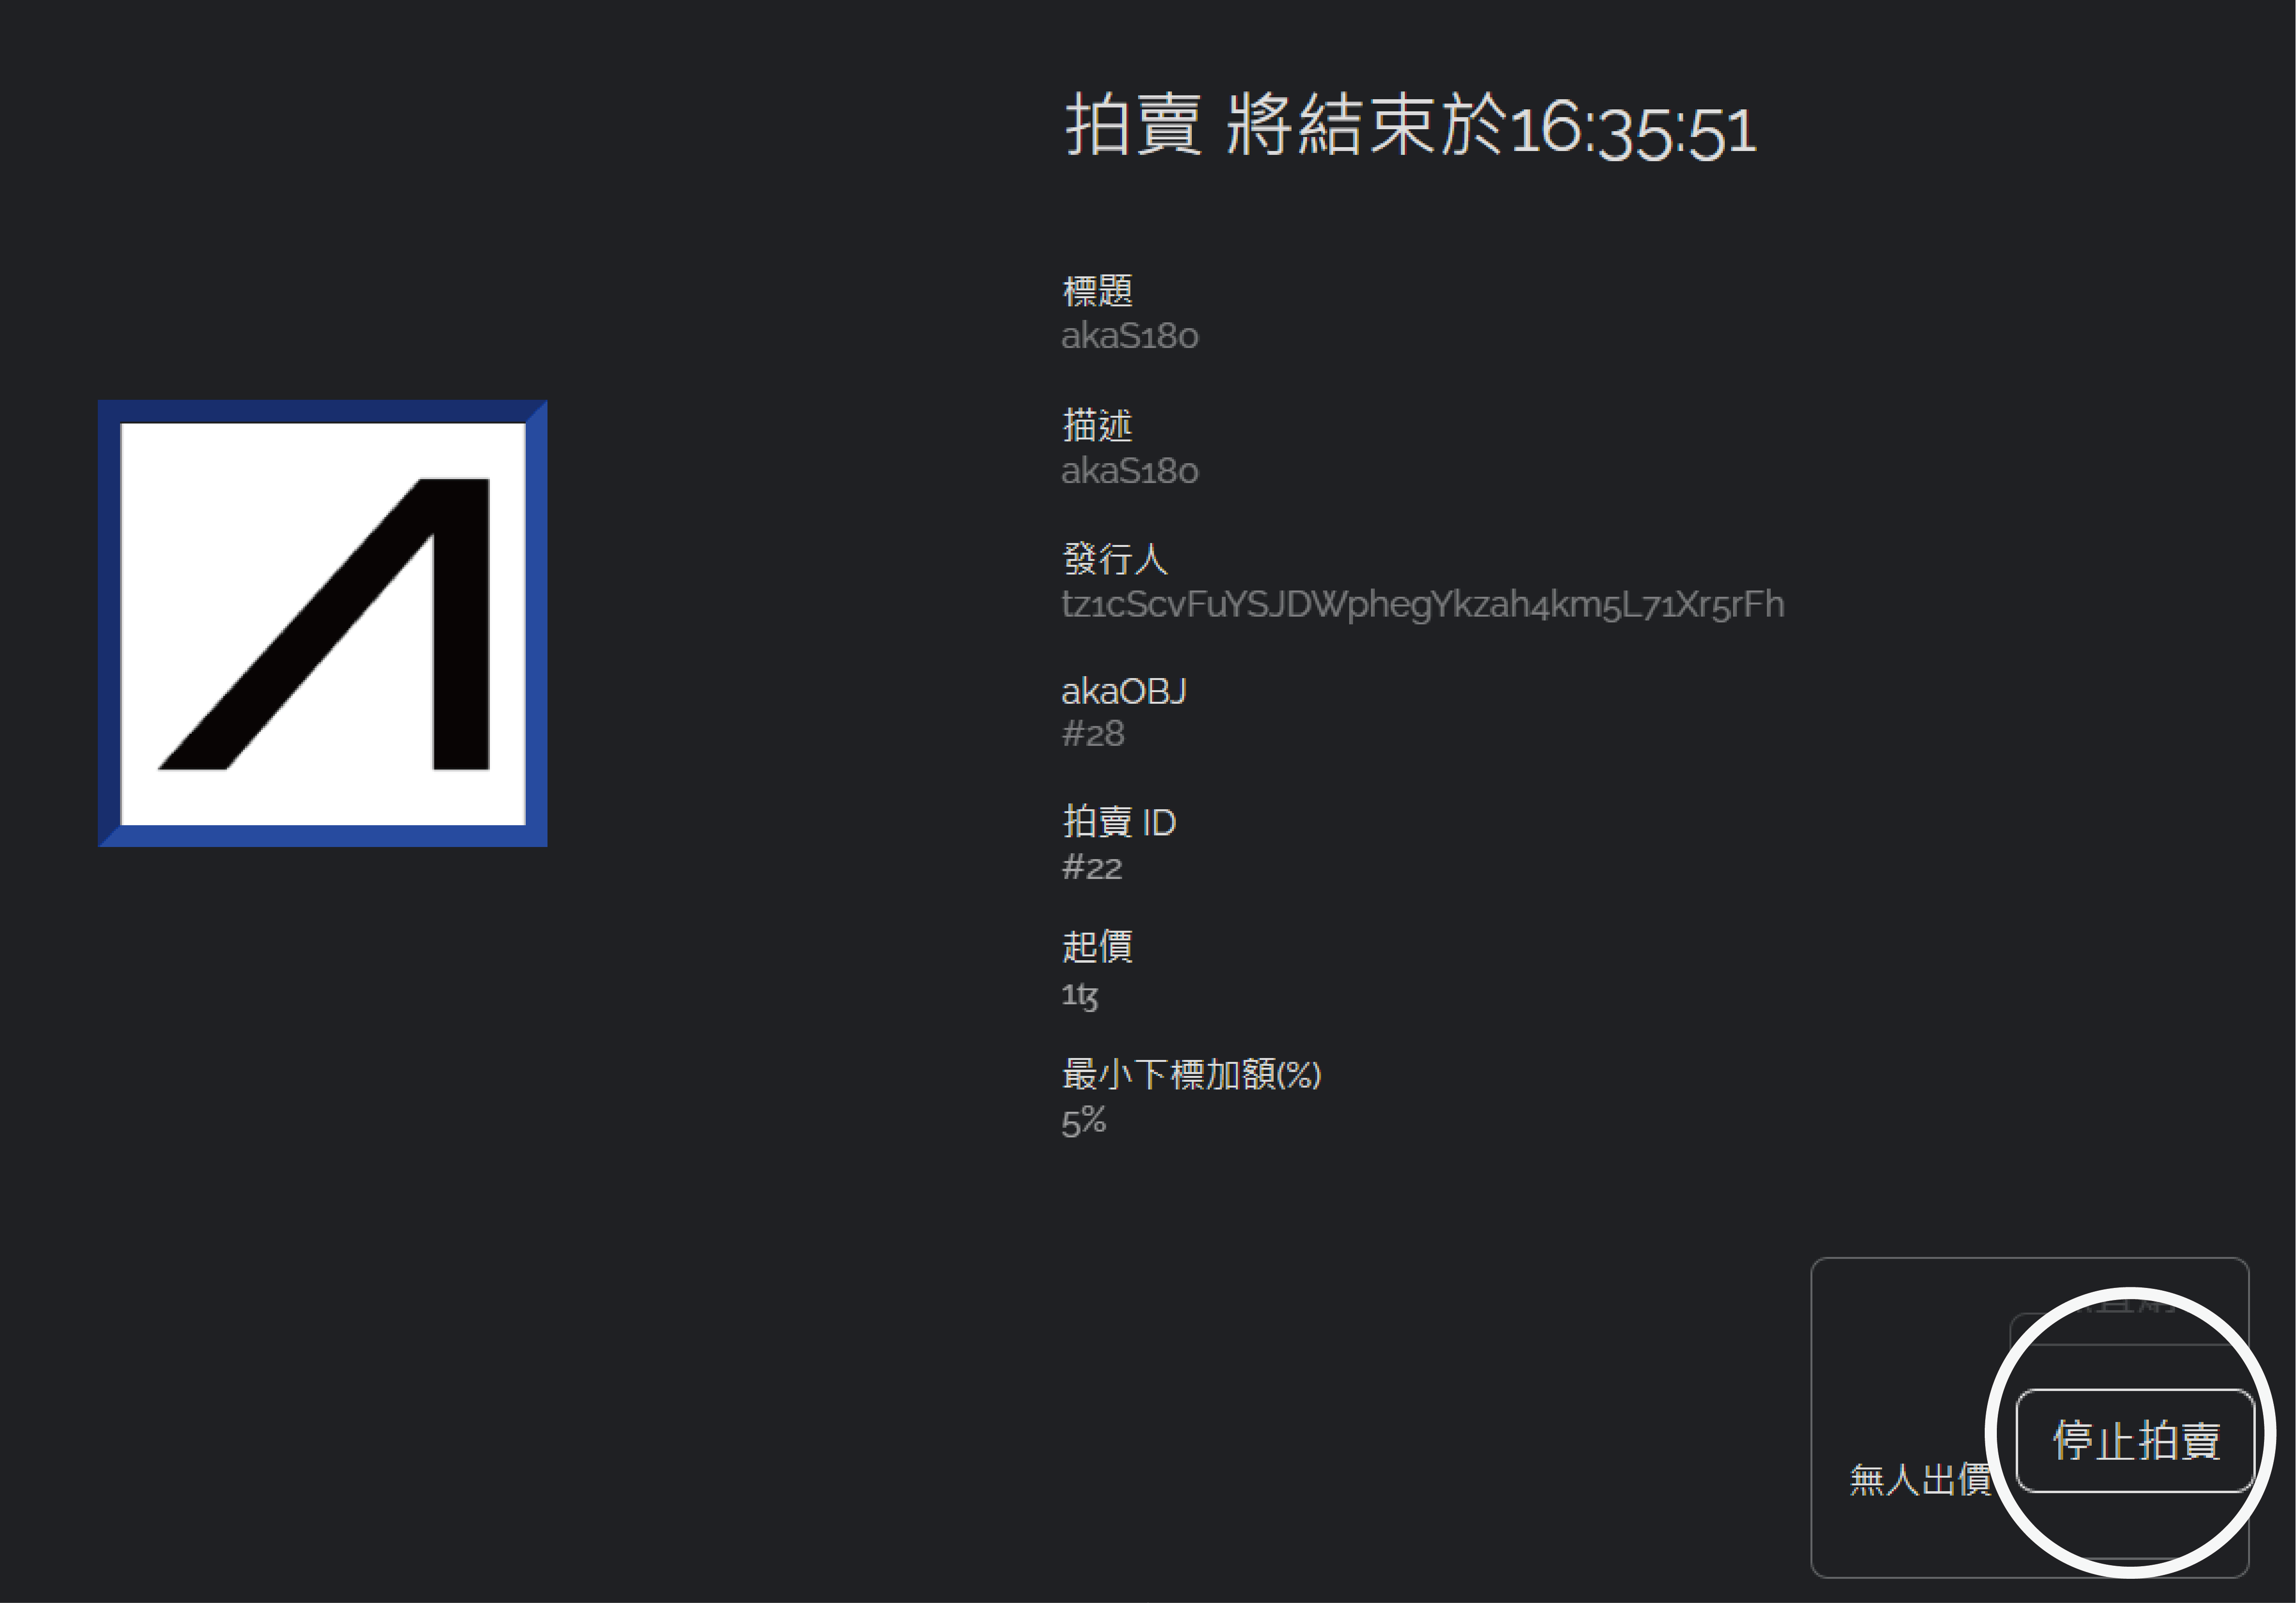 拍賣 將結束於16:35:51
標題
akaS180
描述
akaS180
發行人
tz1cScvFuYSJDWphegYkzah4km5L71Xr5rFh
akaOBJ
#28
拍賣 ID
#22
起價
1ꜩ
最小下標加額(%)
5%
停止拍賣
無人出價